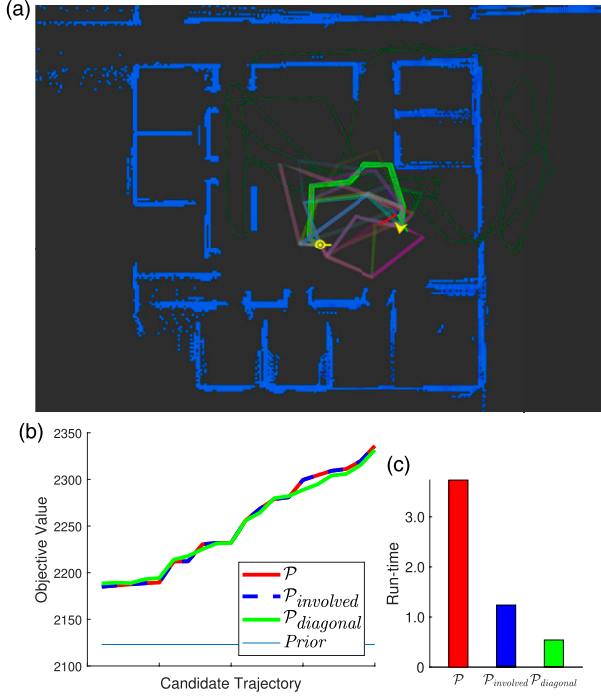 (a)
(b)
2350
2300
2250
2200
2150
2100
Objective Value
Candidate Trajectory
𝒫
𝒫involved
𝒫diagonal
Prior
(c)
3.0
2.0
1.0
0
Run-time
𝒫 𝒫involved 𝒫diagonal